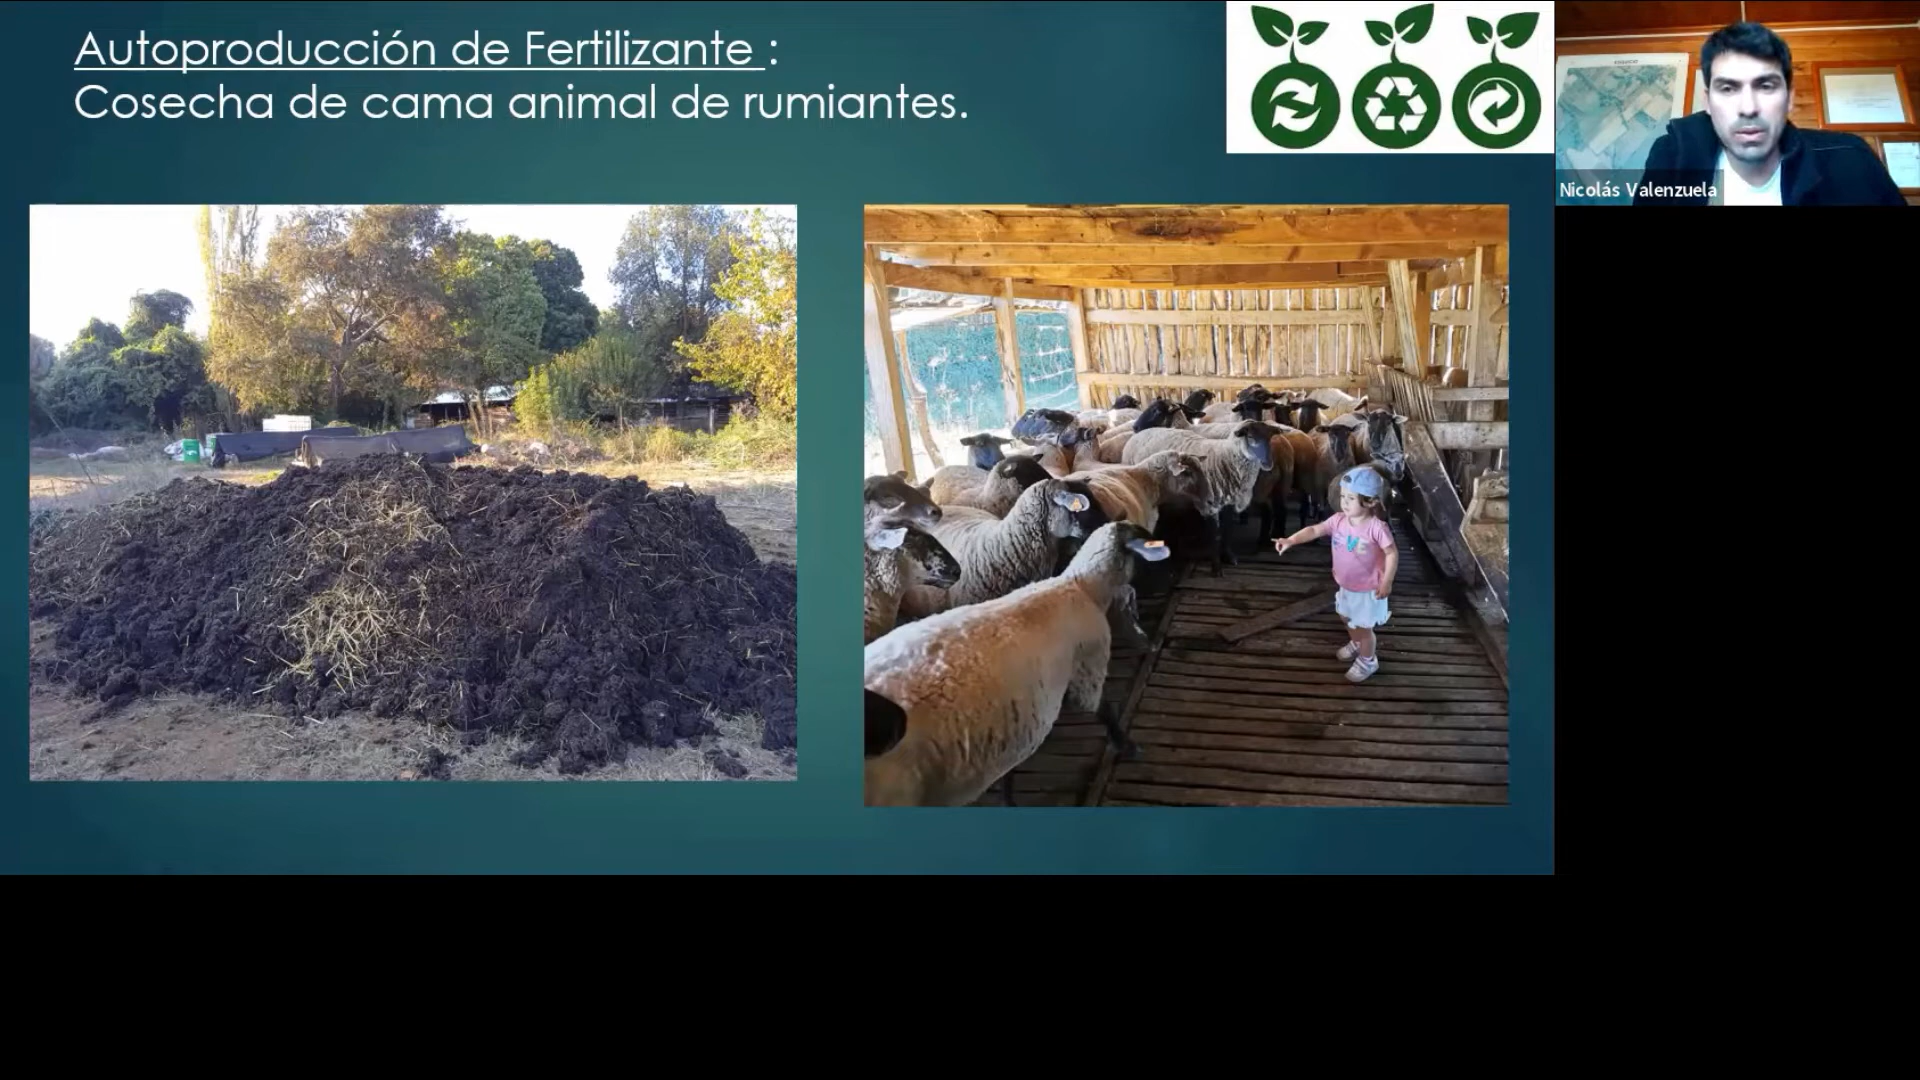 Autoproducción de Fertilizante :
Cosecha de cama animal de rumiantes.
Nicolás Valenzuela